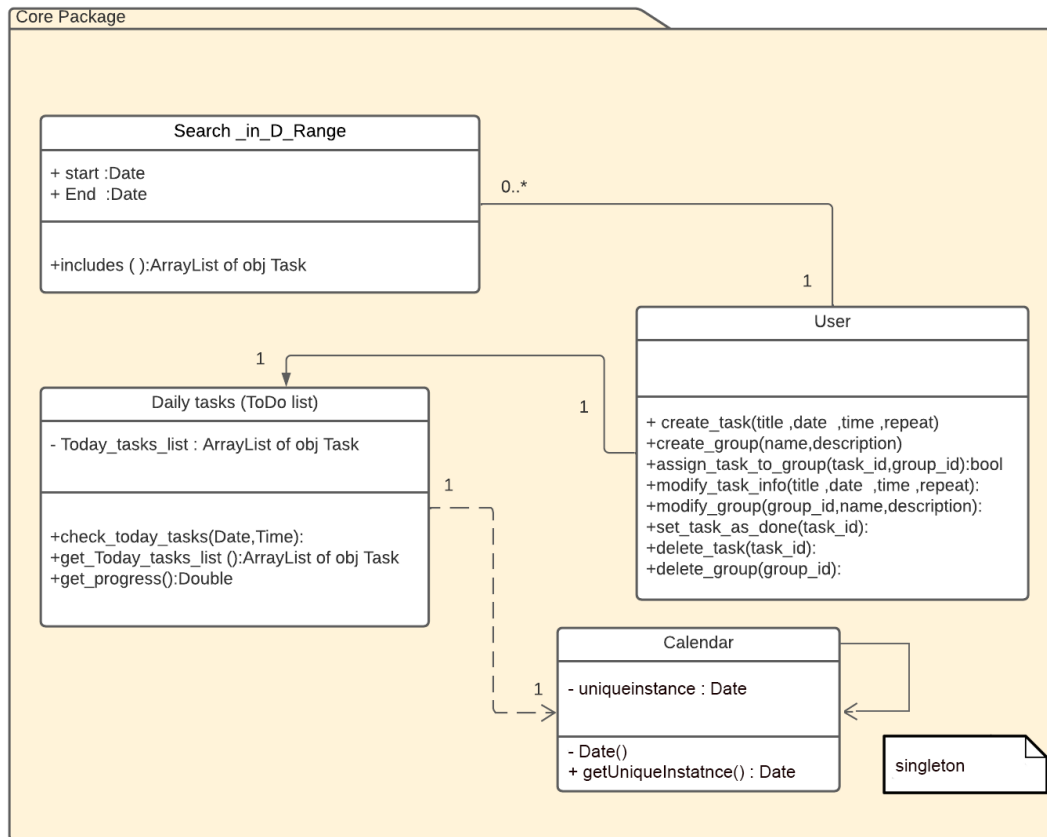 Core Package
Search _in_D_Range
+ start :Date
+ End  :Date
+includes ( ):ArrayList of obj Task
0..*
1
User
+ create_task(title ,date  ,time ,repeat)
+create_group(name,description)
+assign_task_to_group(task_id,group_id):bool
+modify_task_info(title ,date  ,time ,repeat):
+modify_group(group_id,name,description):
+set_task_as_done(task_id):
+delete_task(task_id):
+delete_group(group_id):
1
1
Daily tasks (ToDo list)
- Today_tasks_list : ArrayList of obj Task
+check_today_tasks(Date,Time):
+get_Today_tasks_list ():ArrayList of obj Task
+get_progress():Double
1
1
Calendar
- uniqueinstance : Date
- Date()
+ getUniqueInstatnce() : Date
singleton